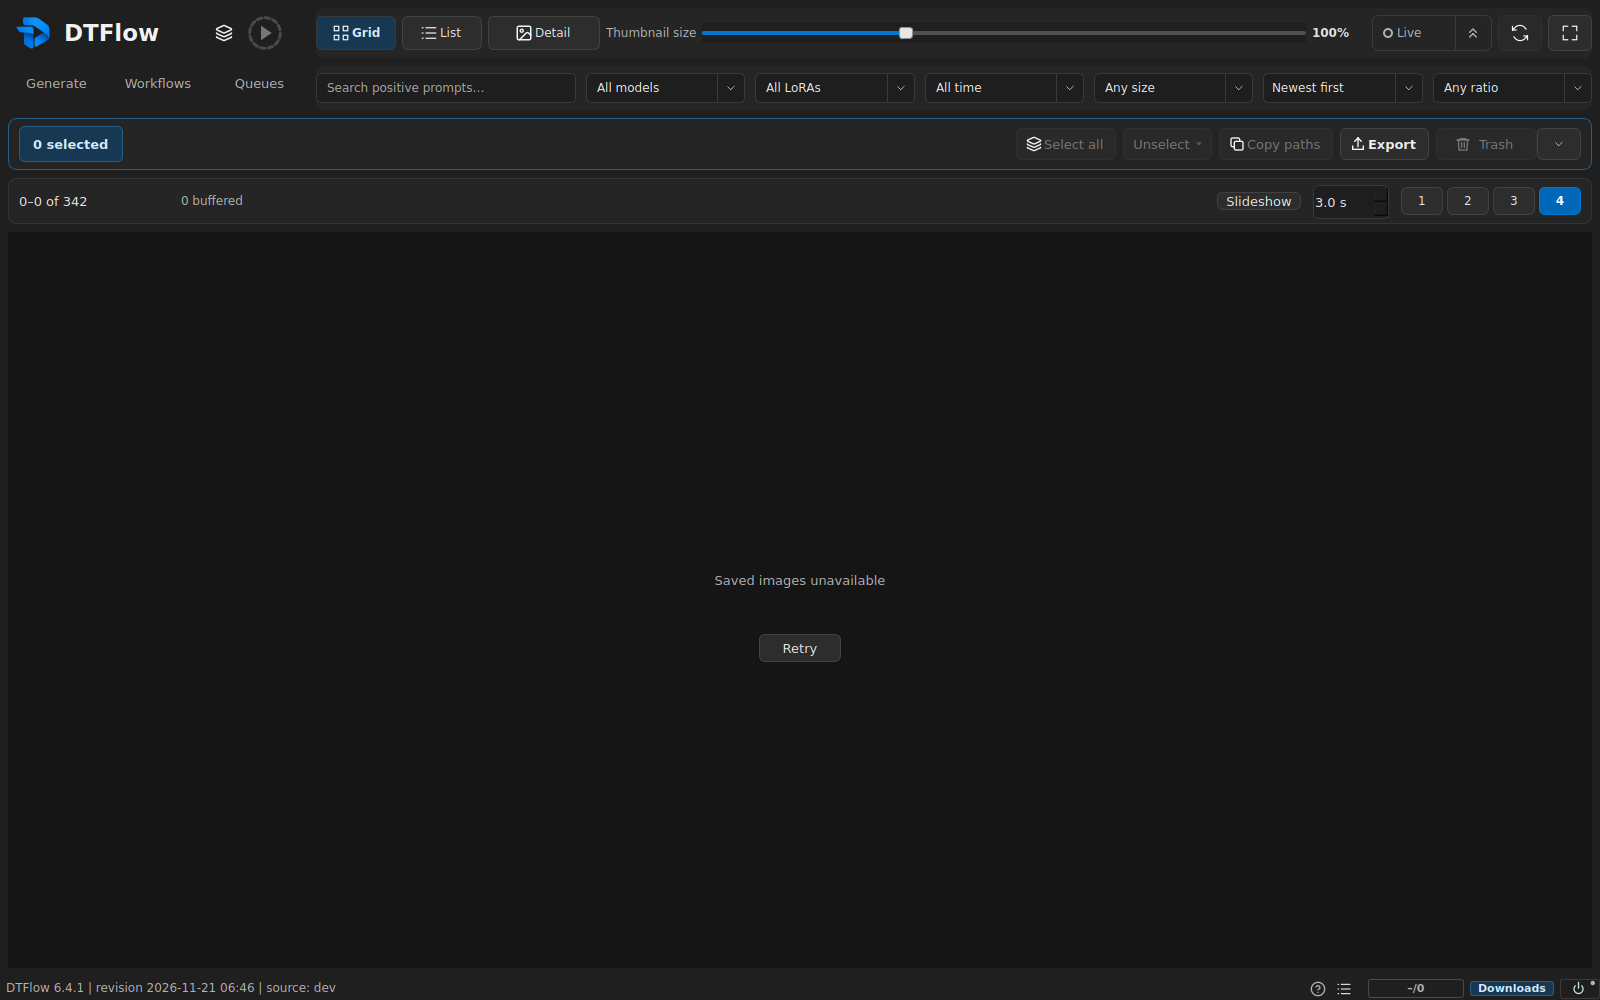 DTFlow
Grid
List
Detail
Thumbnail size
100%
Live
Generate
Workflows
Queues
Search positive prompts...
All models
All LoRAs
All time
Any size
Newest first
Any ratio
0 selected
Select all
Unselect
Copy paths
Export
Trash
0–0 of 342
0 buffered
Slideshow
3.0 s
1
2
3
4
Saved images unavailable
Retry
DTFlow 6.4.1 | revision 2026-11-21 06:46 | source: dev
–/0
Downloads